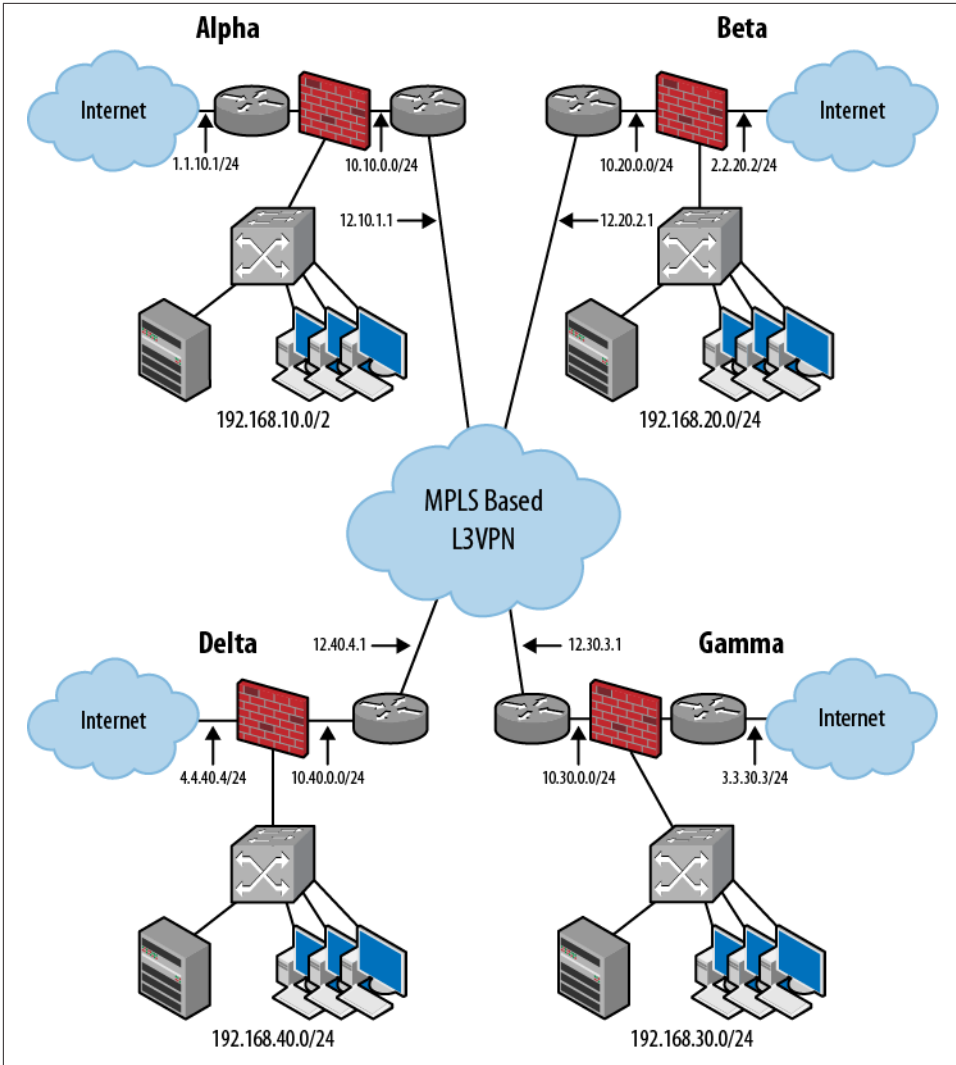 Alpha
Beta
Internet
Internet
1.1.10.1/24
10.10.0.0/24
10.20.0.0/24
2.2.20.2/24
12.10.1.1
12.20.2.1
192.168.10.0/2
192.168.20.0/24
MPLS Based
L3VPN
Delta
12.40.4.1
12.30.3.1
Gamma
Internet
Internet
4.4.40.4/24
10.40.0.0/24
10.30.0.0/24
3.3.30.3/24
192.168.40.0/24
192.168.30.0/24